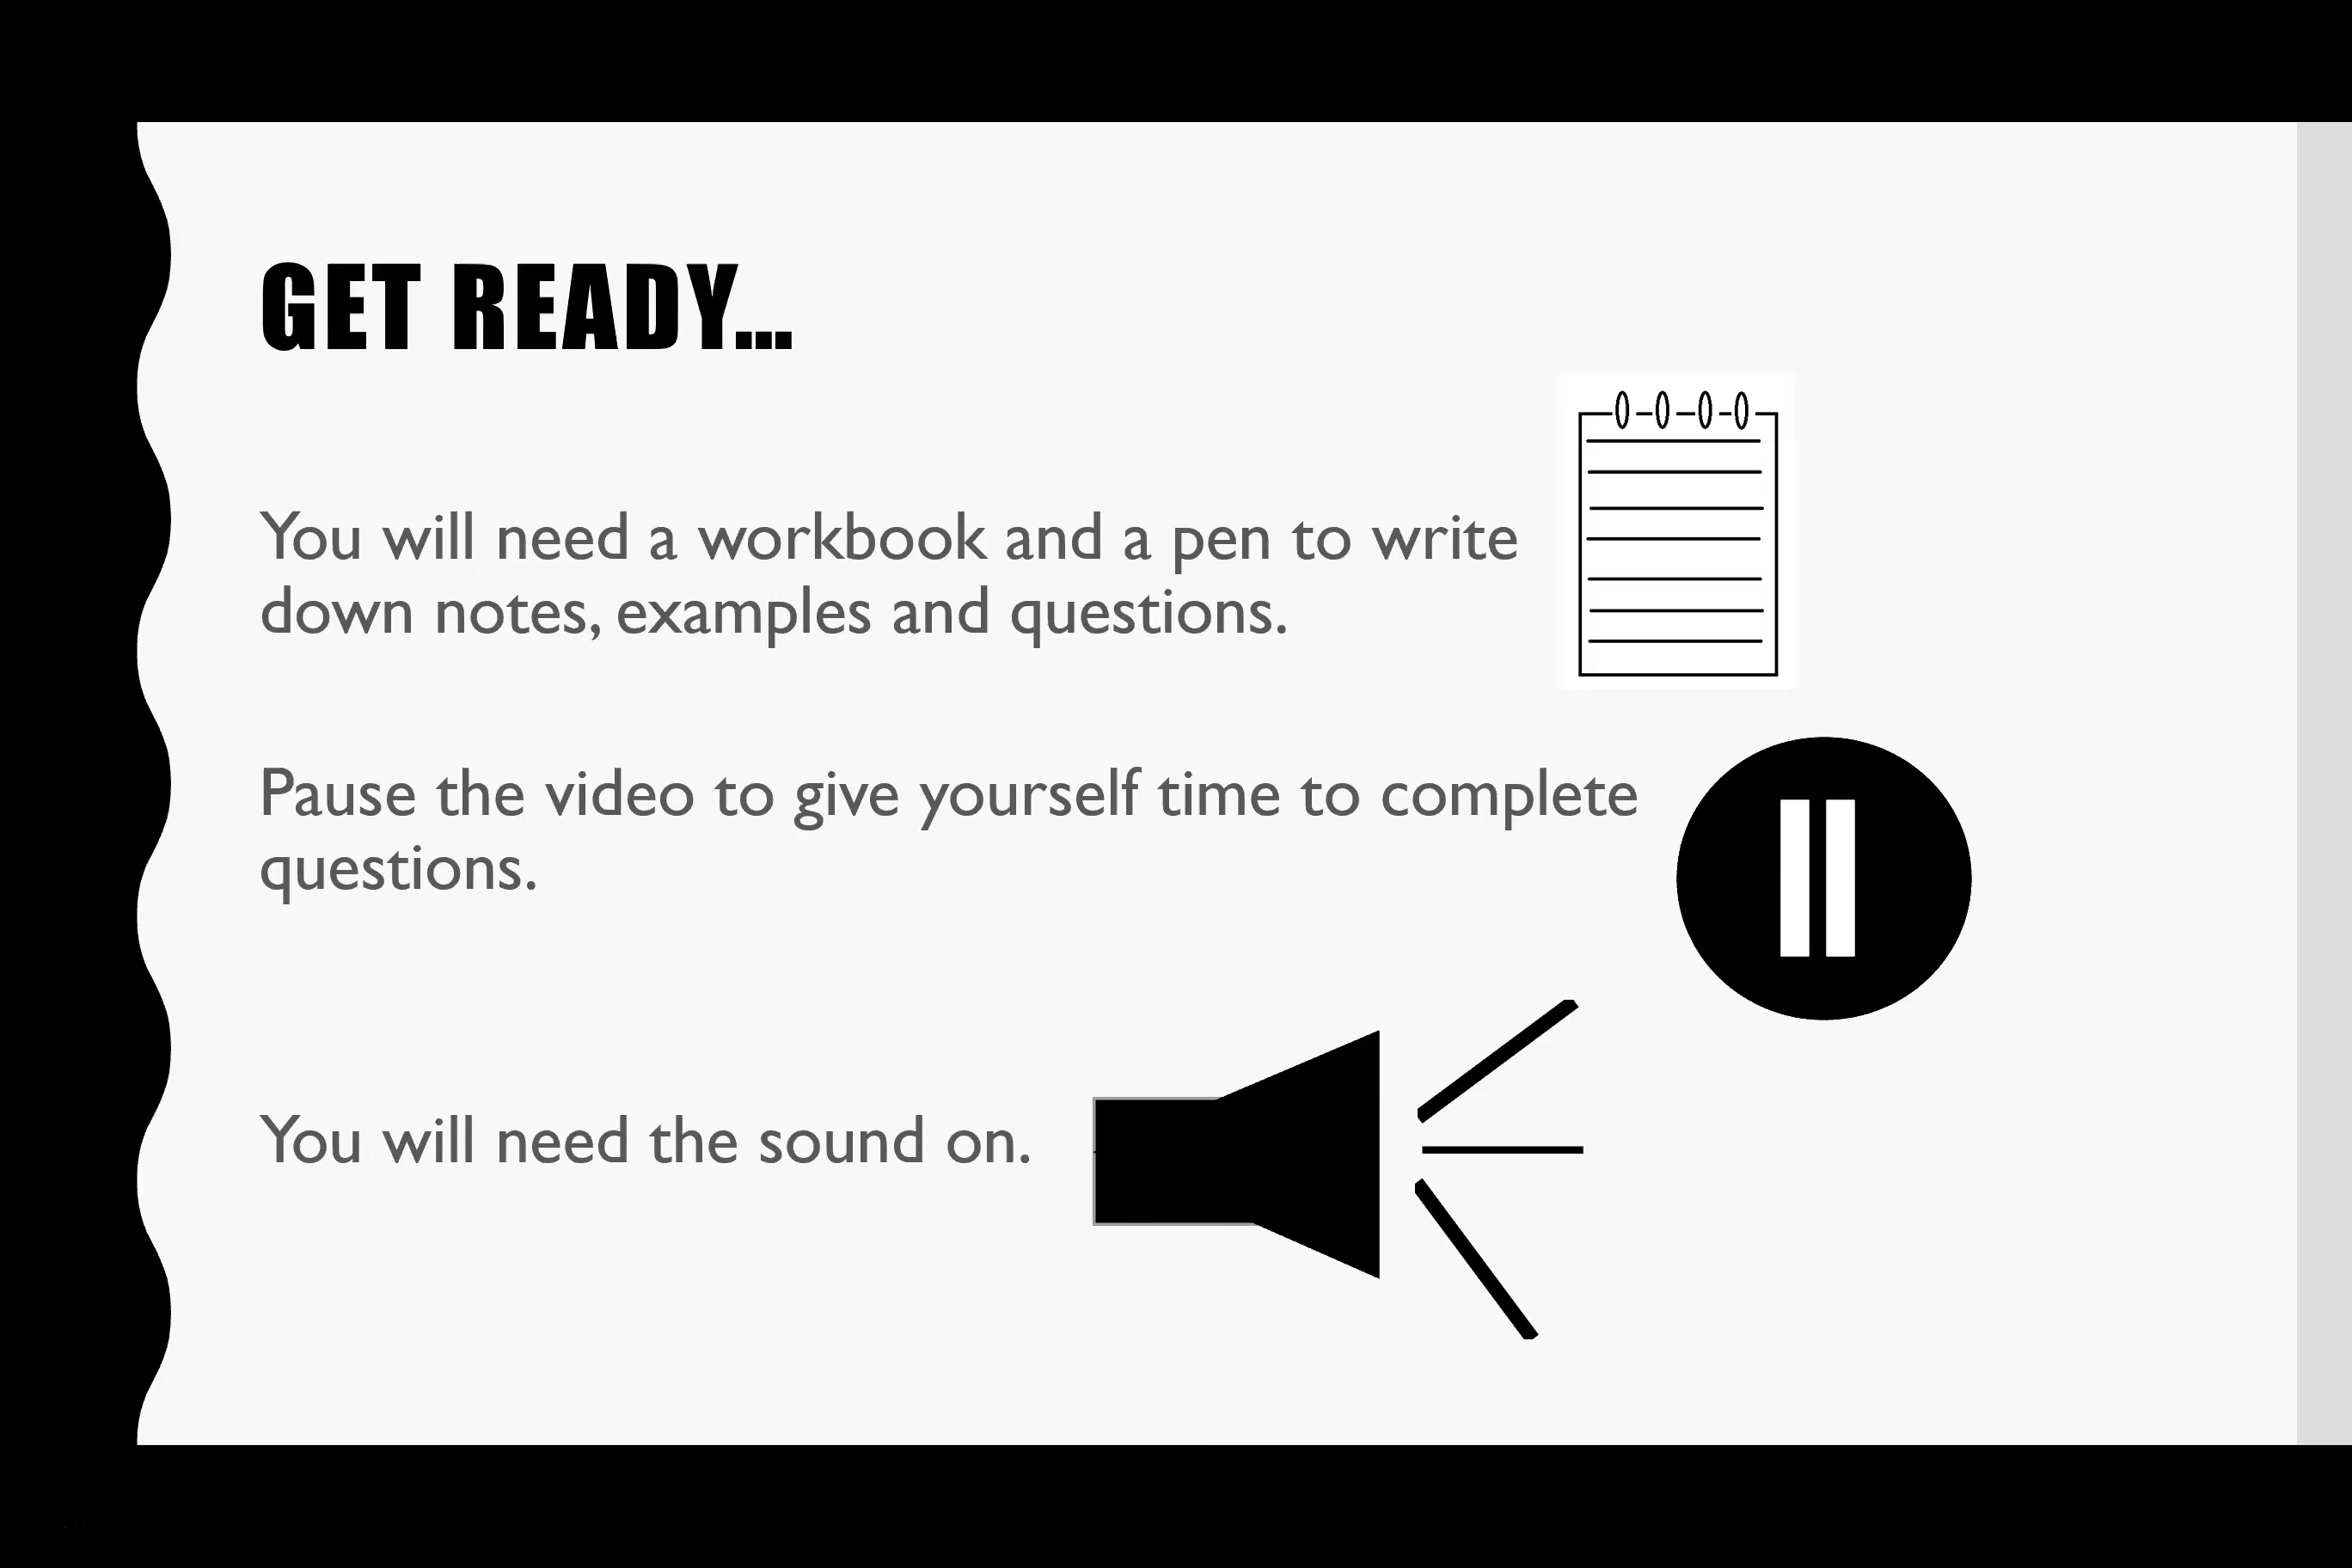 GET READY...
You will need a workbook and a pen to write
down notes, examples and questions.
Pause the video to give yourself time to complete
questions.
You will need the sound on.